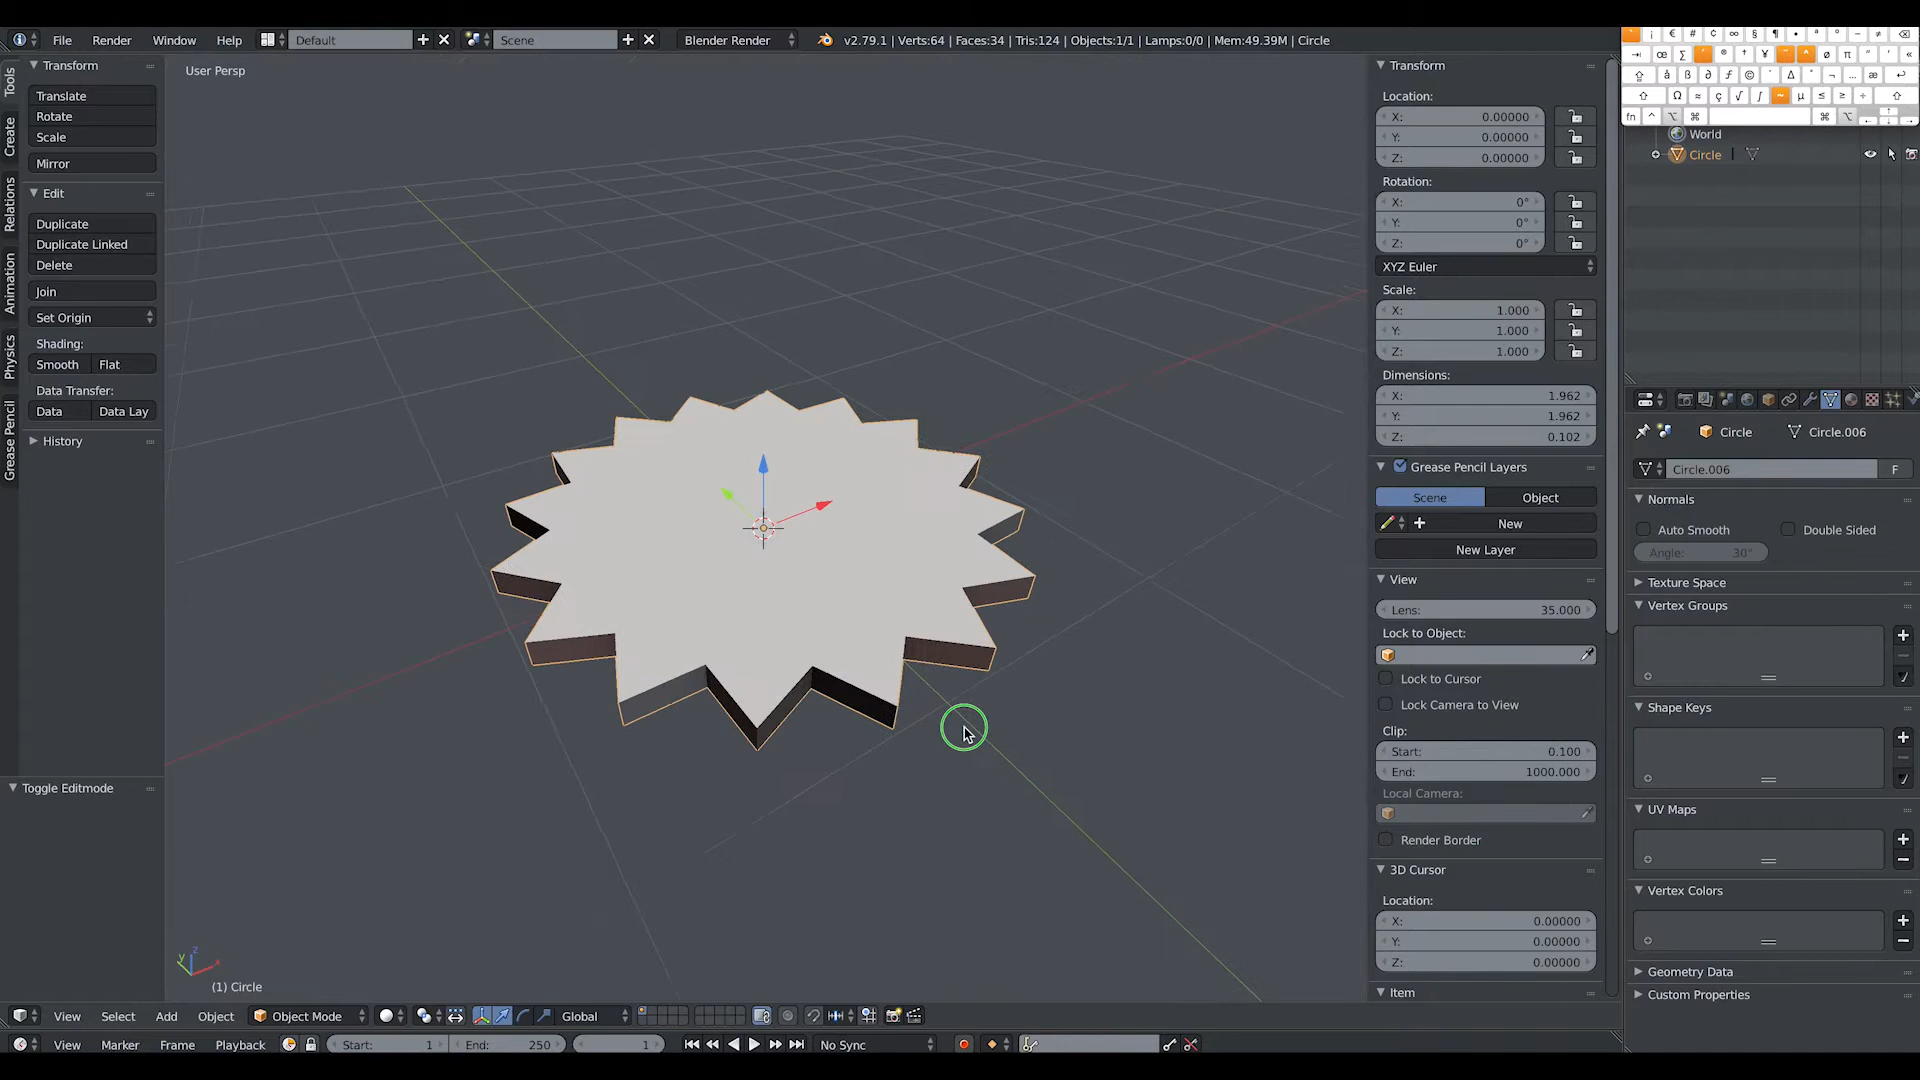 File Render Window Help Default Scene Blender Render v2.79.1 | Verts:64 | Faces:34 | Tris:124 | Objects:1/1 | Lamps:0/0 | Mem:49.39M | Circle
Tools
Create
Relations
Animation
Physics
Grease Pencil
Transform
Translate
Rotate
Scale
Mirror
Edit
Duplicate
Duplicate Linked
Delete
Join
Set Origin
Shading:
Smooth Flat
Data Transfer:
Data Data Lay
History
Toggle Editmode
User Persp
(1) Circle
Transform
Location:
X: 0.00000
Y: 0.00000
Z: 0.00000
Rotation:
X: 0°
Y: 0°
Z: 0°
XYZ Euler
Scale:
X: 1.000
Y: 1.000
Z: 1.000
Dimensions:
X: 1.962
Y: 1.962
Z: 0.102
Grease Pencil Layers
Scene Object
New
New Layer
View
Lens: 35.000
Lock to Object:
Lock to Cursor
Lock Camera to View
Clip:
Start: 0.100
End: 1000.000
Local Camera:
Render Border
3D Cursor
Location:
X: 0.00000
Y: 0.00000
Z: 0.00000
Item
fn
World
Circle
Circle Circle.006
Circle.006 F
Normals
Auto Smooth Double Sided
Angle: 30°
Texture Space
Vertex Groups
Shape Keys
UV Maps
Vertex Colors
Geometry Data
Custom Properties
View Select Add Object Object Mode Global
View Marker Frame Playback Start: 1 End: 250 1 No Sync